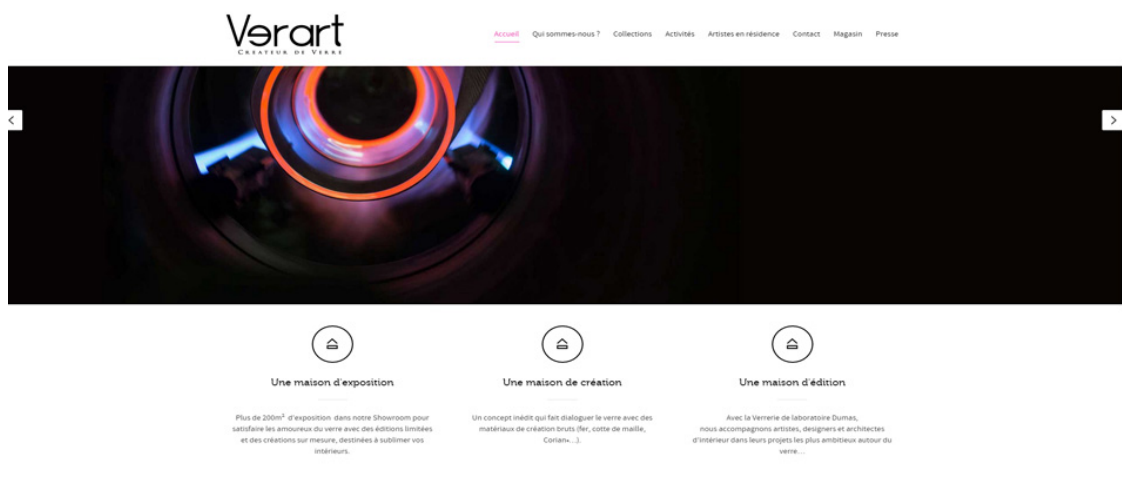 Verart
CREATEUR DE VERRE
Accueil Qui sommes-nous ? Collections Activités Artistes en résidence Contact Magasin Presse
Une maison d'exposition
Plus de 200m² d'exposition dans notre Showroom pour
satisfaire les amoureux du verre avec des éditions limitées
et des créations sur mesure, destinées à sublimer vos
intérieurs.
Une maison de création
Un concept inédit qui fait dialoguer le verre avec des
matériaux de création bruts (fer, cotte de maille,
Corian«...).
Une maison d'édition
Avec la Verrerie de laboratoire Dumas,
nous accompagnons artistes, designers et architectes
d'intérieur dans leurs projets les plus ambitieux autour du
verre....